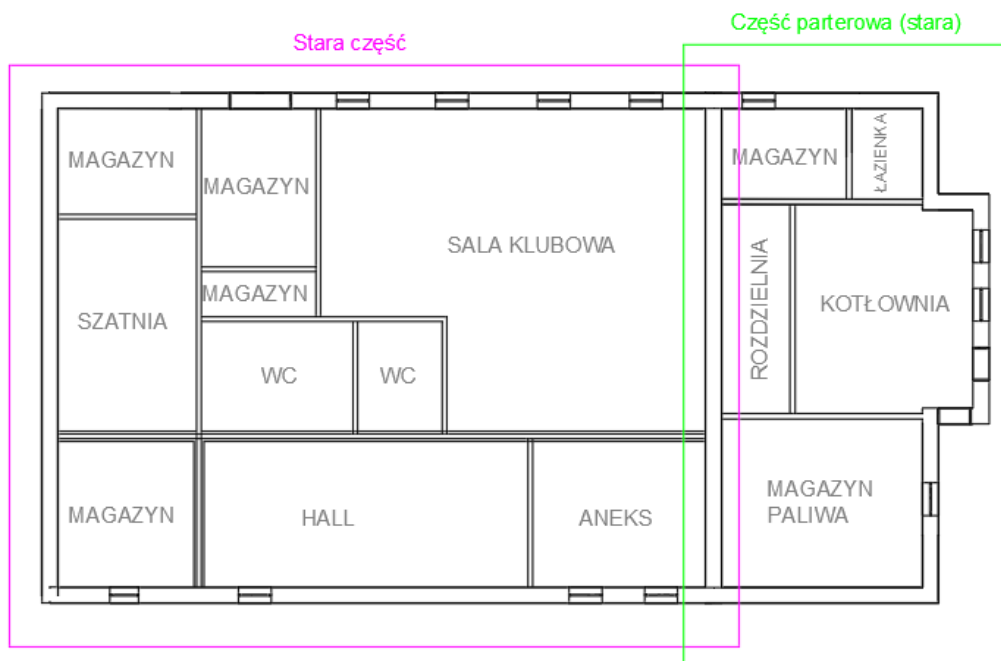 Część parterowa (stara)
Stara część
MAGAZYN
MAGAZYN
MAGAZYN
ŁAZIENKA
SALA KLUBOWA
ROZDZIELNIA
KOTŁOWNIA
MAGAZYN
SZATNIA
WC
WC
MAGAZYN
PALIWA
MAGAZYN
HALL
ANEKS